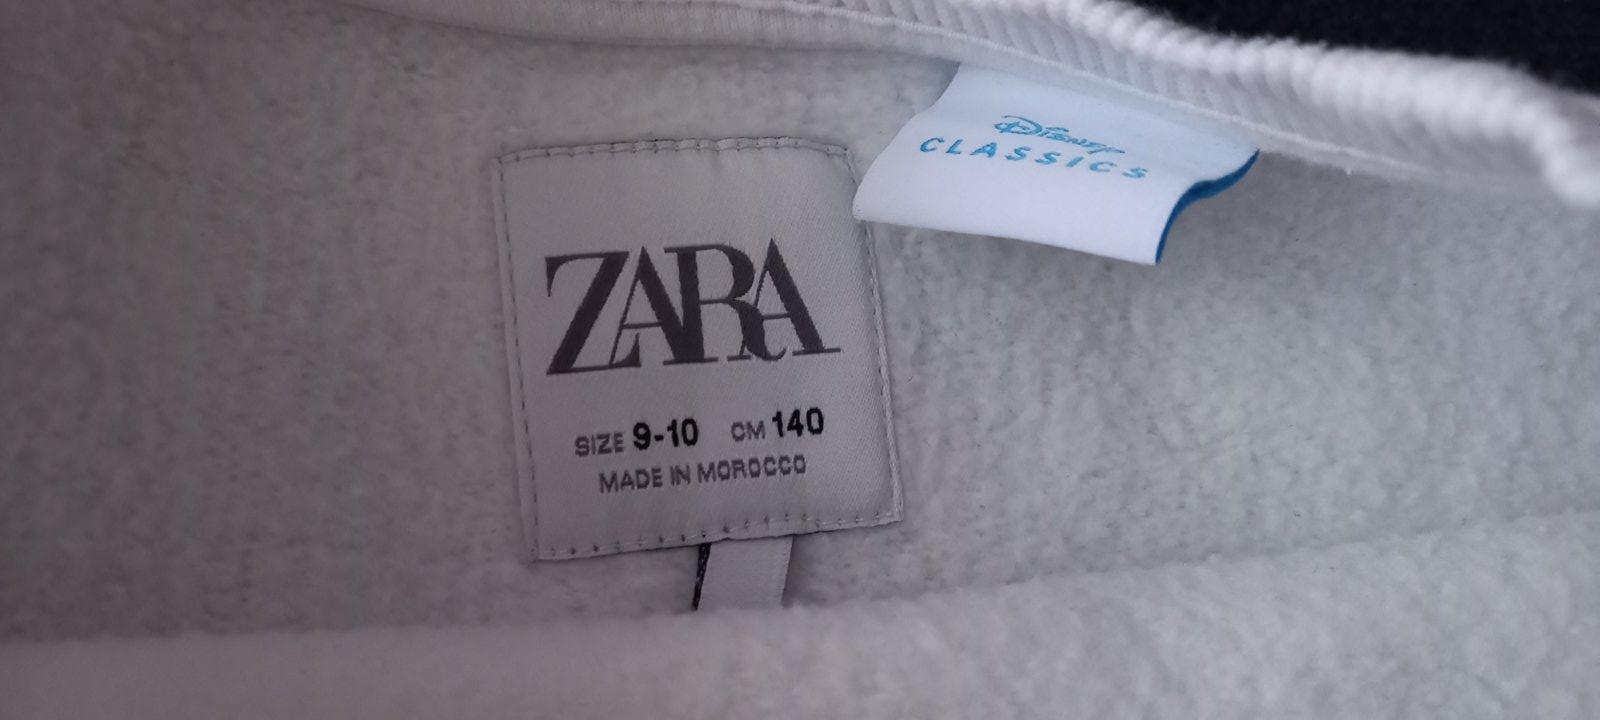 ZARA
SIZE 9-10 CM 140
MADE IN MOROCCO
Disney
CLASSICS